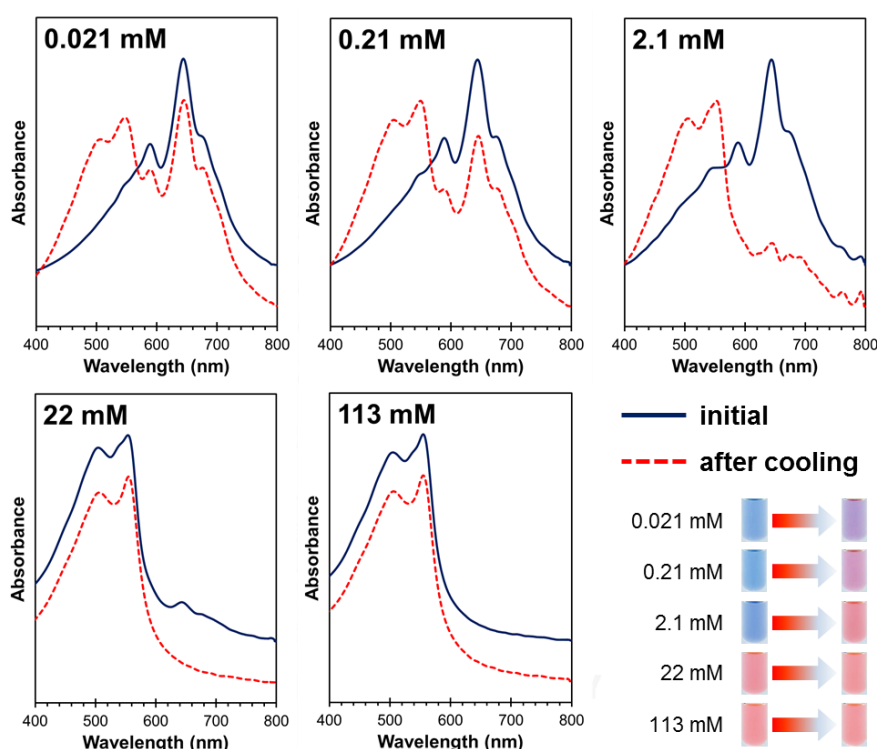 0.021 mM
0.21 mM
2.1 mM
Absorbance
Absorbance
Absorbance
400 500 600 700 800
400 500 600 700 800
400 500 600 700 800
Wavelength (nm)
Wavelength (nm)
Wavelength (nm)
22 mM
113 mM
Absorbance
Absorbance
400 500 600 700 800
400 500 600 700 800
Wavelength (nm)
Wavelength (nm)
initial
after cooling
0.021 mM
0.21 mM
2.1 mM
22 mM
113 mM